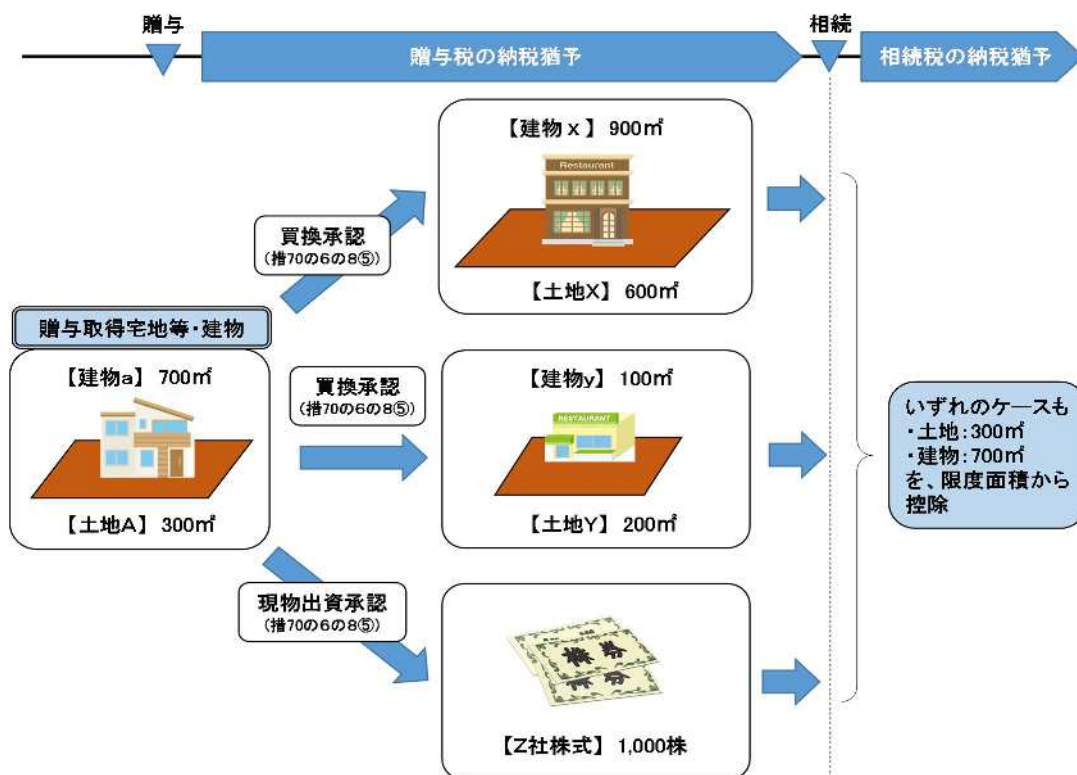 贈与
相続
贈与税の納税猶予
相続税の納税猶予
【建物ｘ】 900㎡
Restaurant
【土地X】 600㎡
買換承認
(措70の6の8⑤)
贈与取得宅地等・建物
【建物a】 700㎡
【土地A】 300㎡
買換承認
(措70の6の8⑤)
【建物y】 100㎡
RESTAURANT
【土地Y】 200㎡
いずれのケースも
・土地：300㎡
・建物：700㎡
を、限度面積から
控除
現物出資承認
(措70の6の8⑤)
株券
【Z社株式】 1,000株